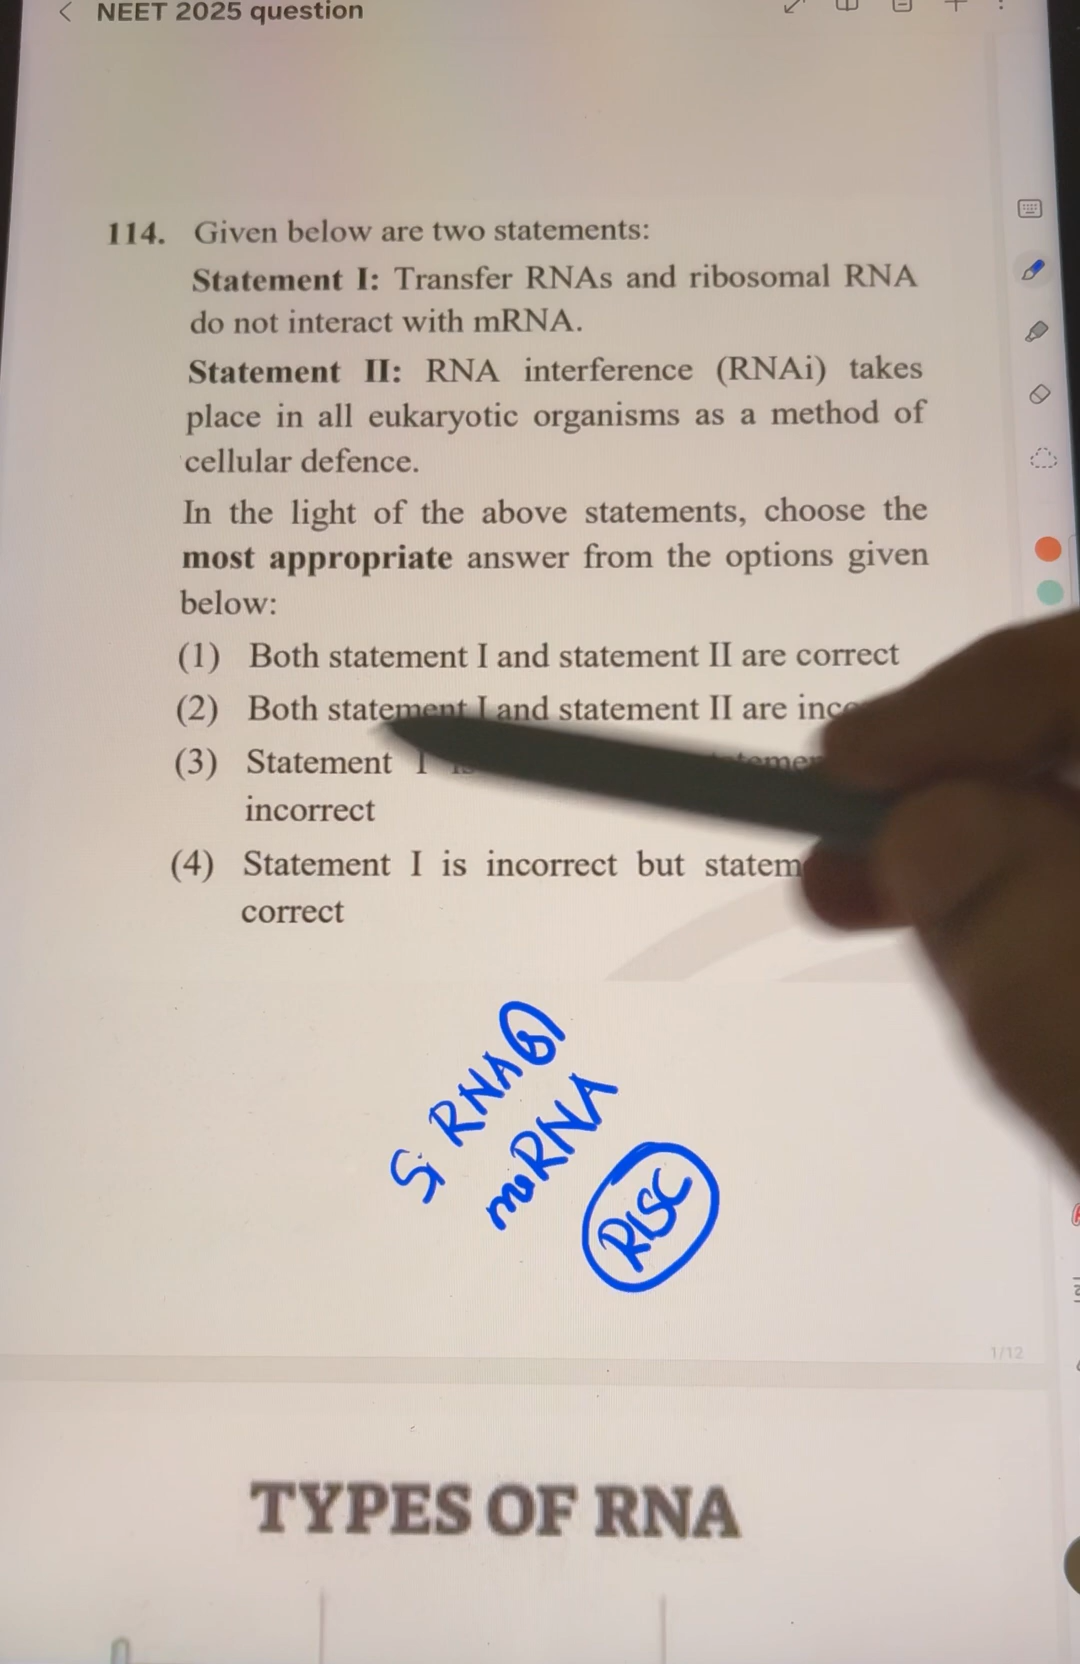 < NEET 2025 question
114. Given below are two statements:
Statement I: Transfer RNAs and ribosomal RNA
do not interact with mRNA.
Statement II: RNA interference (RNAi) takes
place in all eukaryotic organisms as a method of
cellular defence.
In the light of the above statements, choose the
most appropriate answer from the options given
below:
(1) Both statement I and statement II are correct
(2) Both statement I and statement II are
(3) Statement I
incorrect
(4) Statement I is incorrect but
correct
Si RNA
RNA
RISC
1/12
TYPES OF RNA